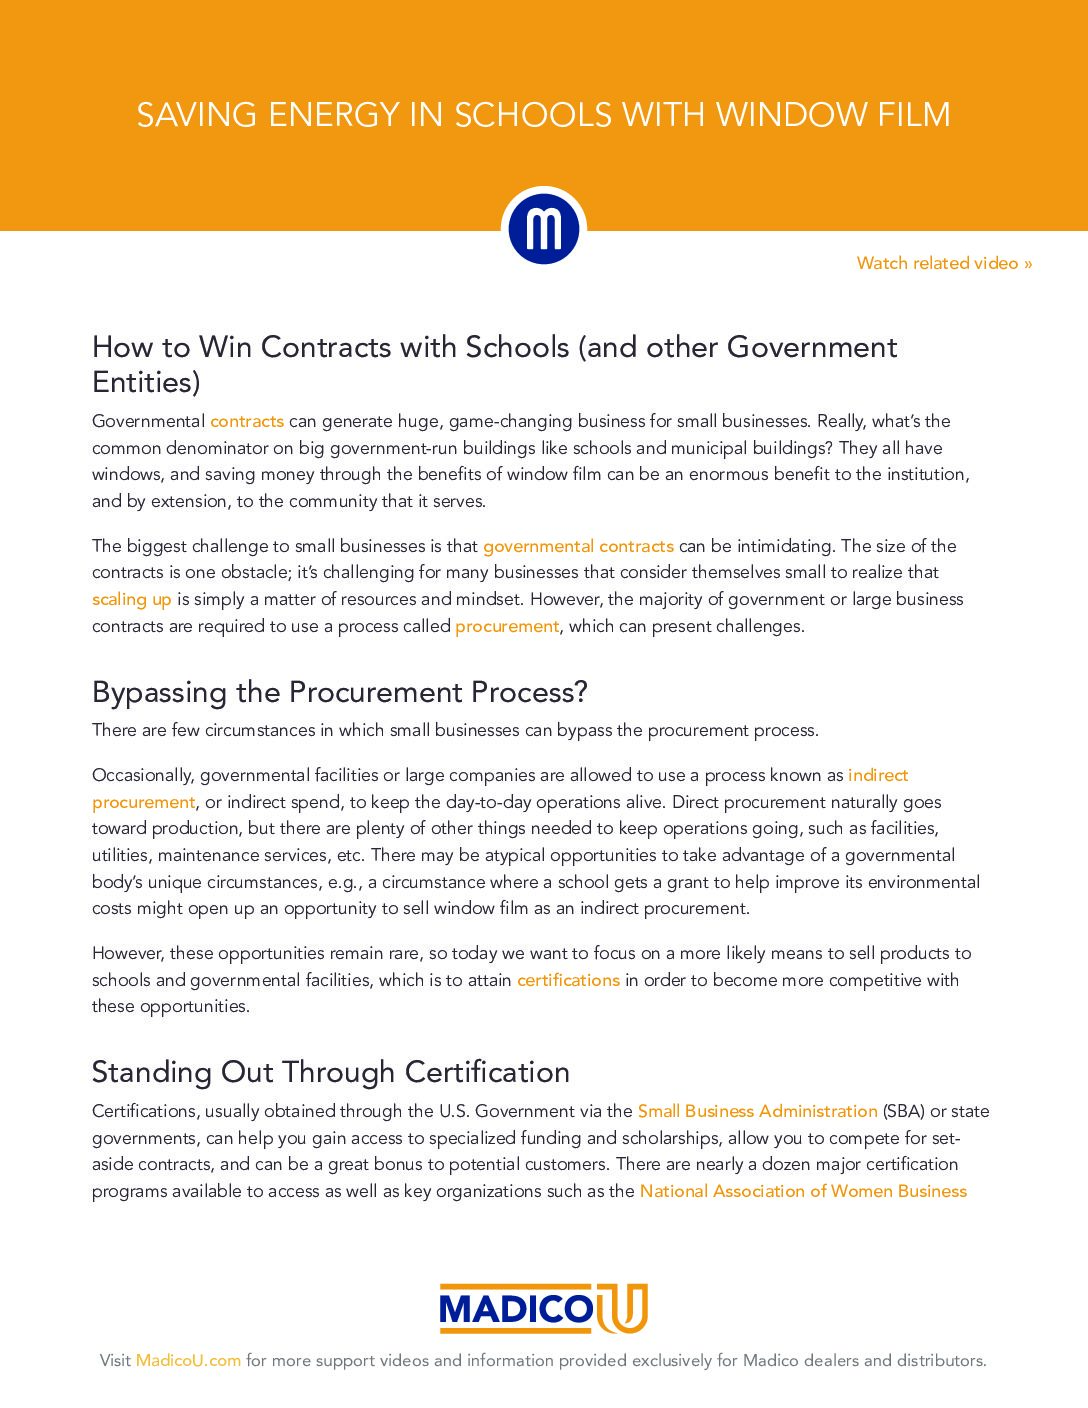 SAVING ENERGY IN SCHOOLS WITH WINDOW FILM
m
Watch related video »
How to Win Contracts with Schools (and other Government
Entities)
Governmental contracts can generate huge, game-changing business for small businesses. Really, what's the
common denominator on big government-run buildings like schools and municipal buildings? They all have
windows, and saving money through the benefits of window film can be an enormous benefit to the institution,
and by extension, to the community that it serves.
The biggest challenge to small businesses is that governmental contracts can be intimidating. The size of the
contracts is one obstacle; it's challenging for many businesses that consider themselves small to realize that
scaling up is simply a matter of resources and mindset. However, the majority of government or large business
contracts are required to use a process called procurement, which can present challenges.
Bypassing the Procurement Process?
There are few circumstances in which small businesses can bypass the procurement process.
Occasionally, governmental facilities or large companies are allowed to use a process known as indirect
procurement, or indirect spend, to keep the day-to-day operations alive. Direct procurement naturally goes
toward production, but there are plenty of other things needed to keep operations going, such as facilities,
utilities, maintenance services, etc. There may be atypical opportunities to take advantage of a governmental
body's unique circumstances, e.g., a circumstance where a school gets a grant to help improve its environmental
costs might open up an opportunity to sell window film as an indirect procurement.
However, these opportunities remain rare, so today we want to focus on a more likely means to sell products to
schools and governmental facilities, which is to attain certifications in order to become more competitive with
these opportunities.
Standing Out Through Certification
Certifications, usually obtained through the U.S. Government via the Small Business Administration (SBA) or state
governments, can help you gain access to specialized funding and scholarships, allow you to compete for set-
aside contracts, and can be a great bonus to potential customers. There are nearly a dozen major certification
programs available to access as well as key organizations such as the National Association of Women Business
MADICO U
Visit MadicoU.com for more support videos and information provided exclusively for Madico dealers and distributors.